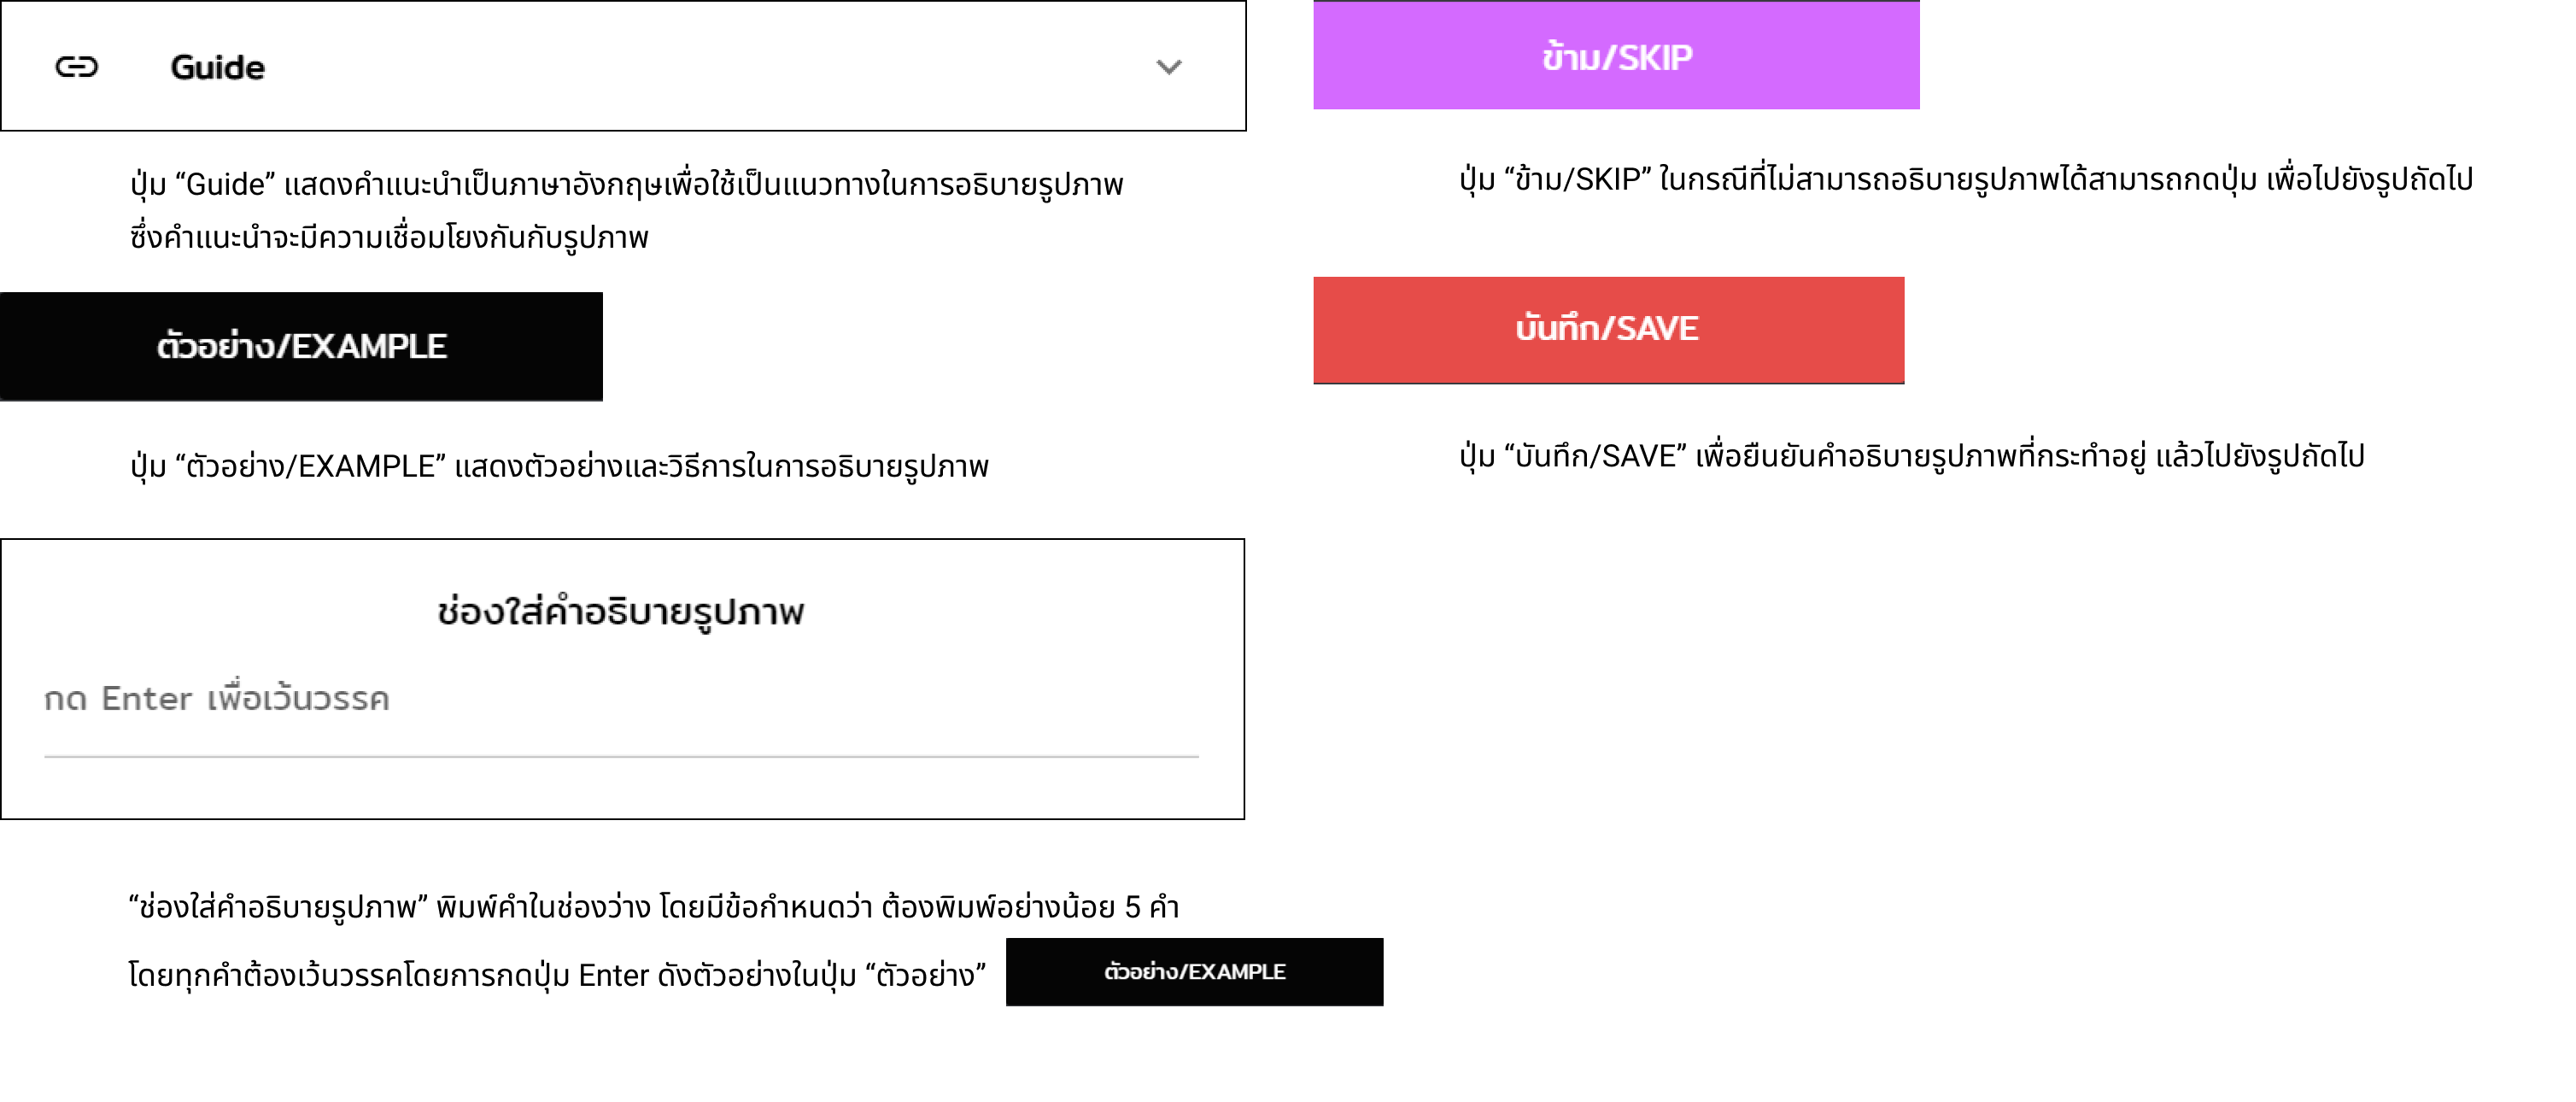 Guide
ปุ่ม “Guide” แสดงคำแนะนำเป็นภาษาอังกฤษเพื่อใช้เป็นแนวทางในการอธิบายรูปภาพ
ซึ่งคำแนะนำจะมีความเชื่อมโยงกันกับรูปภาพ
ตัวอย่าง/EXAMPLE
ปุ่ม “ตัวอย่าง/EXAMPLE” แสดงตัวอย่างและวิธีการในการอธิบายรูปภาพ
ช่องใส่คำอธิบายรูปภาพ
กด Enter เพื่อเว้นวรรค
“ช่องใส่คำอธิบายรูปภาพ” พิมพ์คำในช่องว่าง โดยมีข้อกำหนดว่า ต้องพิมพ์อย่างน้อย 5 คำ
โดยทุกคำต้องเว้นวรรคโดยการกดปุ่ม Enter ดังตัวอย่างในปุ่ม “ตัวอย่าง”
ตัวอย่าง/EXAMPLE
ข้าม/SKIP
ปุ่ม “ข้าม/SKIP” ในกรณีที่ไม่สามารถอธิบายรูปภาพได้สามารถกดปุ่ม เพื่อไปยังรูปถัดไป
บันทึก/SAVE
ปุ่ม “บันทึก/SAVE” เพื่อยืนยันคำอธิบายรูปภาพที่กระทำอยู่ แล้วไปยังรูปถัดไป